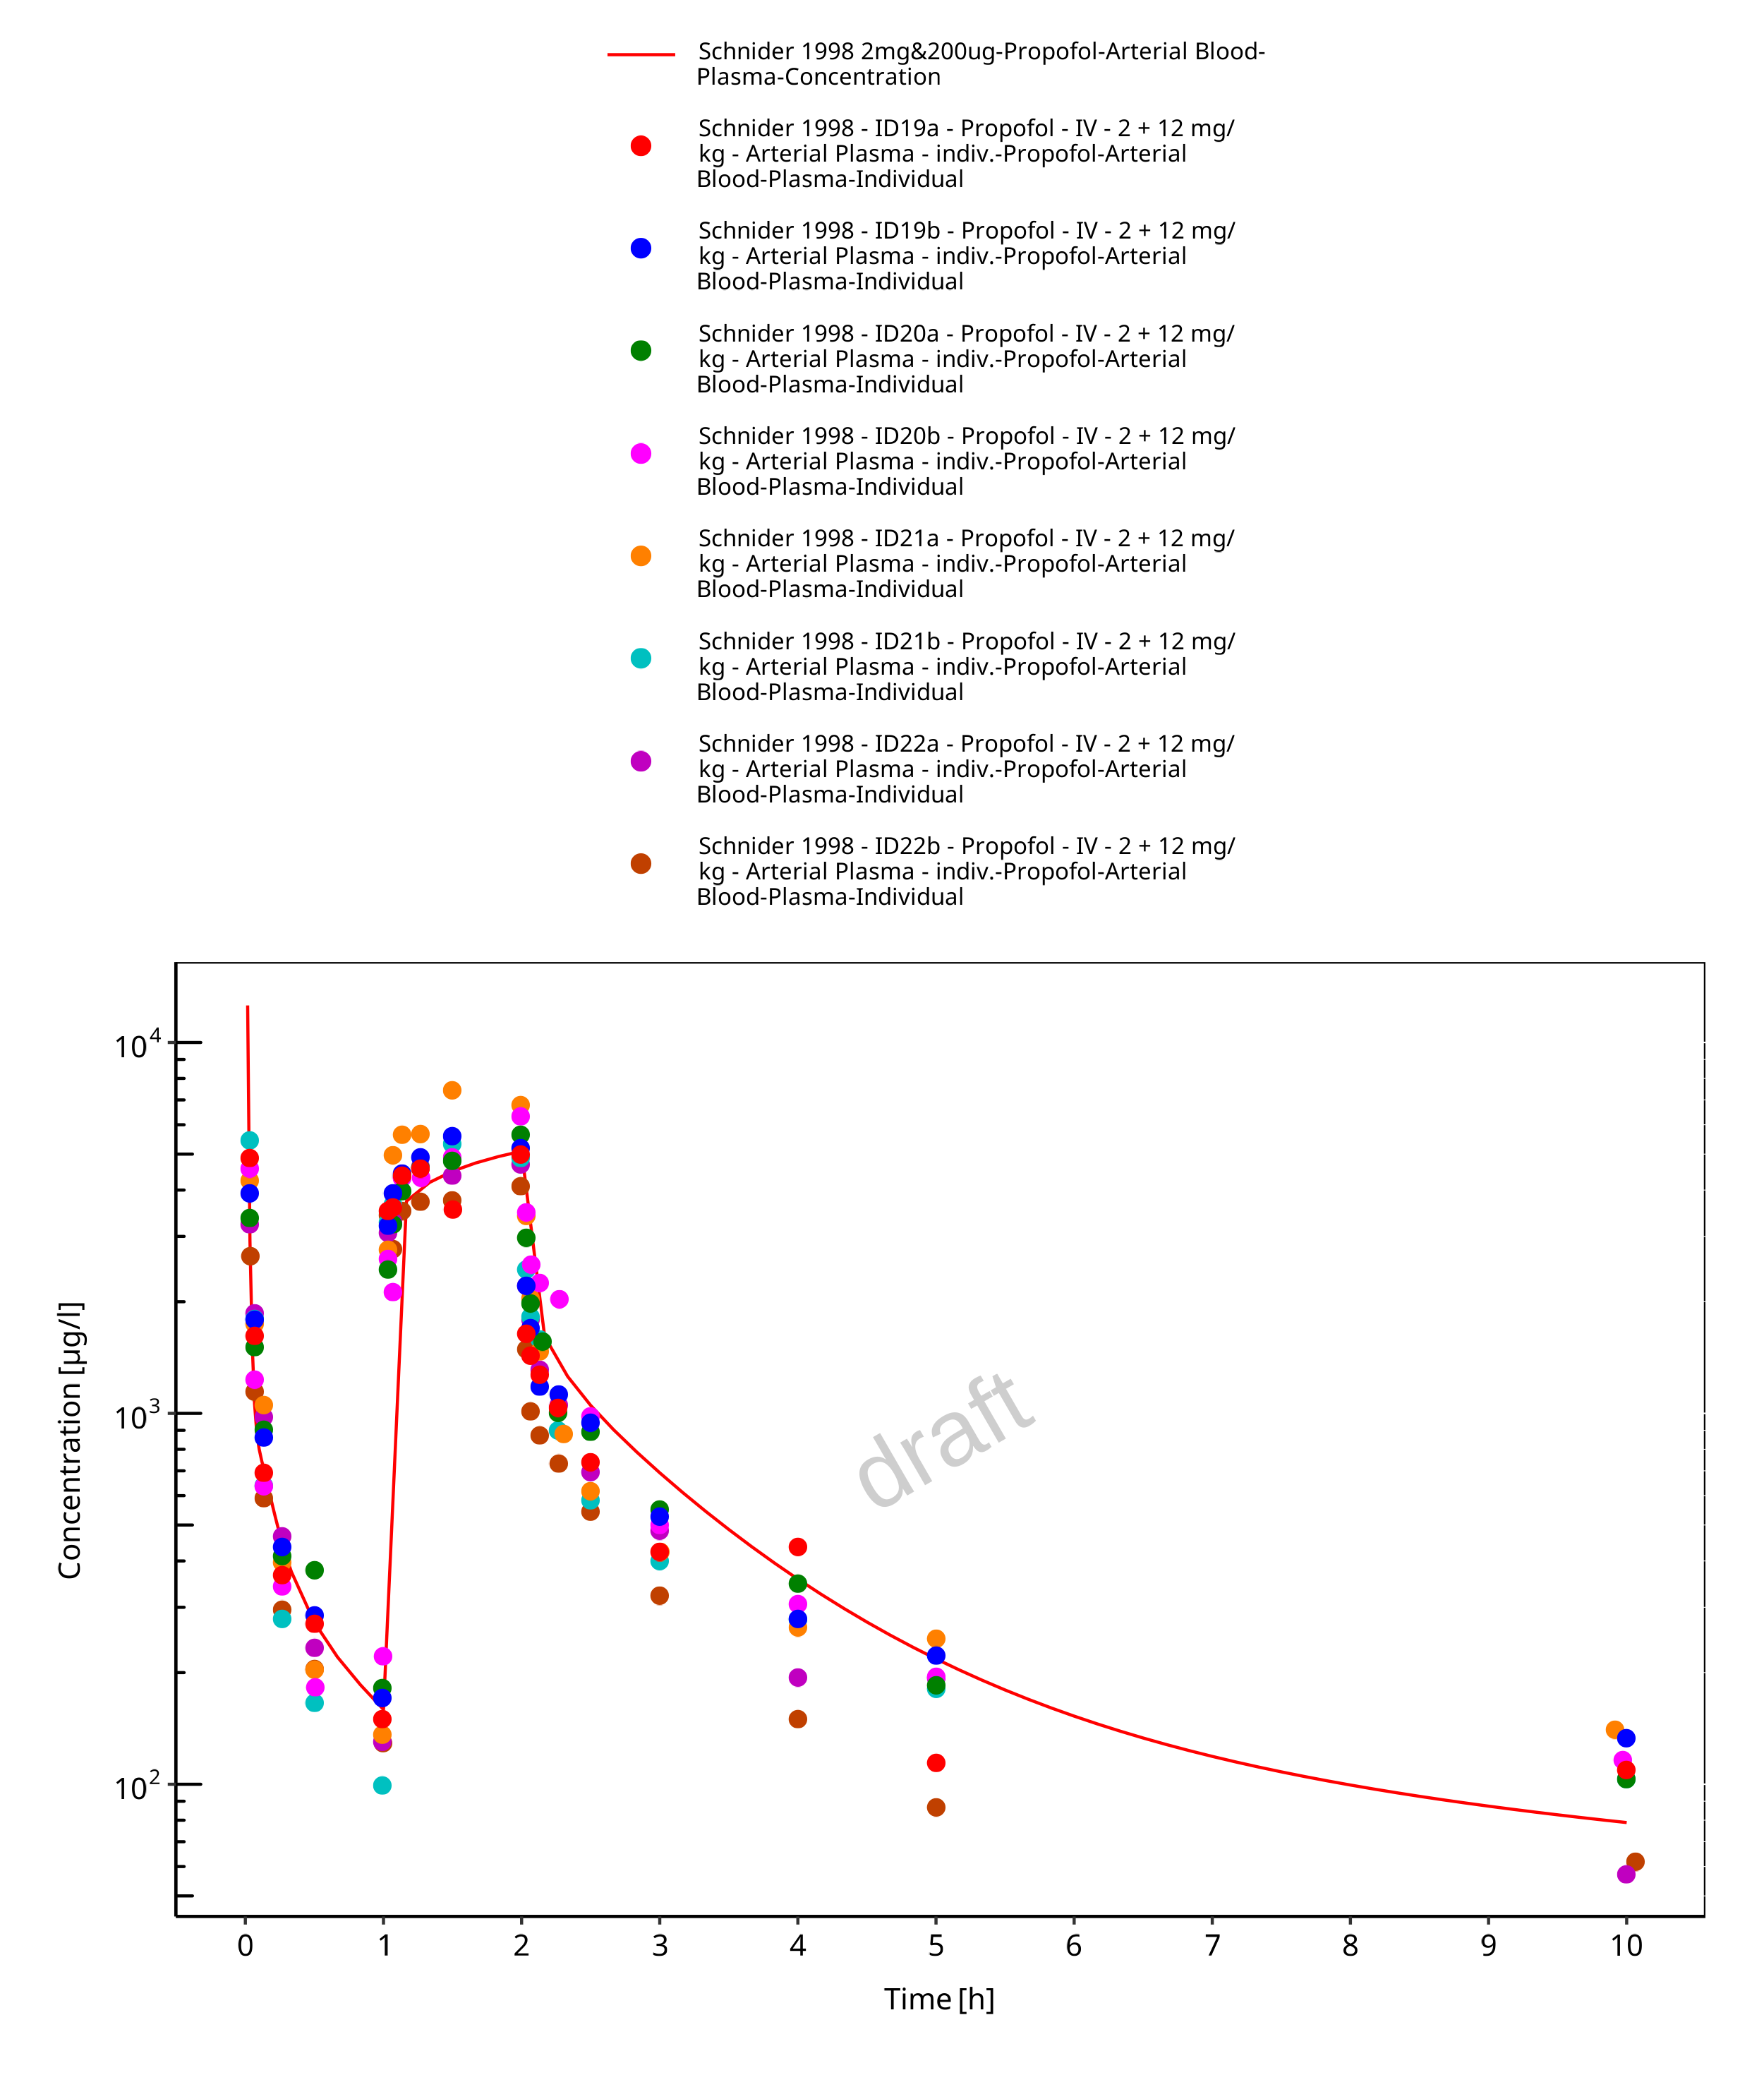 Schnider 1998 2mg&200ug-Propofol-Arterial Blood-
Plasma-Concentration
Schnider 1998 - ID19a - Propofol - IV - 2 + 12 mg/
kg - Arterial Plasma - indiv.-Propofol-Arterial
Blood-Plasma-Individual
Schnider 1998 - ID19b - Propofol - IV - 2 + 12 mg/
kg - Arterial Plasma - indiv.-Propofol-Arterial
Blood-Plasma-Individual
Schnider 1998 - ID20a - Propofol - IV - 2 + 12 mg/
kg - Arterial Plasma - indiv.-Propofol-Arterial
Blood-Plasma-Individual
Schnider 1998 - ID20b - Propofol - IV - 2 + 12 mg/
kg - Arterial Plasma - indiv.-Propofol-Arterial
Blood-Plasma-Individual
Schnider 1998 - ID21a - Propofol - IV - 2 + 12 mg/
kg - Arterial Plasma - indiv.-Propofol-Arterial
Blood-Plasma-Individual
Schnider 1998 - ID21b - Propofol - IV - 2 + 12 mg/
kg - Arterial Plasma - indiv.-Propofol-Arterial
Blood-Plasma-Individual
Schnider 1998 - ID22a - Propofol - IV - 2 + 12 mg/
kg - Arterial Plasma - indiv.-Propofol-Arterial
Blood-Plasma-Individual
Schnider 1998 - ID22b - Propofol - IV - 2 + 12 mg/
kg - Arterial Plasma - indiv.-Propofol-Arterial
Blood-Plasma-Individual
10^4
10^3
10^2
Concentration [µg/l]
draft
0 1 2 3 4 5 6 7 8 9 10
Time [h]